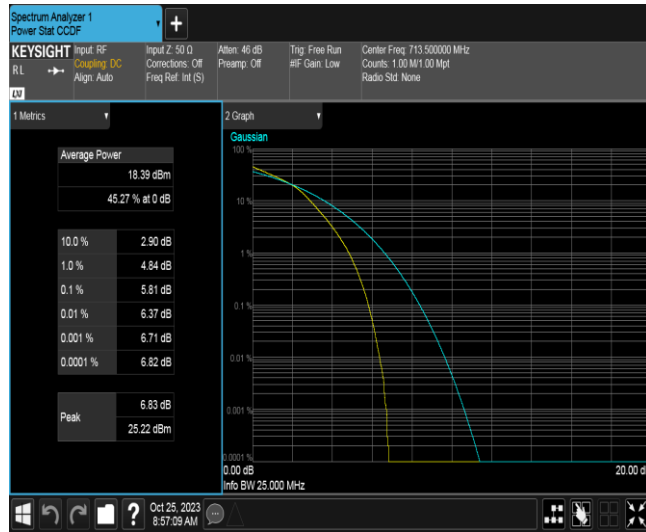 Spectrum Analyzer 1
Power Stat CCDF
KEYSIGHT
RL
LXI
Input: RF
Coupling: DC
Align: Auto
Input Z: 50 Ω
Corrections: Off
Freq Ref: Int (S)
Atten: 46 dB
Preamp: Off
Trig: Free Run
#IF Gain: Low
Center Freq: 713.500000 MHz
Counts: 1.00 M/1.00 Mpt
Radio Std: None
1 Metrics
Average Power
18.39 dBm
45.27 % at 0 dB
10.0 % 2.90 dB
1.0 % 4.84 dB
0.1 % 5.81 dB
0.01 % 6.37 dB
0.001 % 6.71 dB
0.0001 % 6.82 dB
Peak
6.83 dB
25.22 dBm
2 Graph
Gaussian
100 %
10 %
1 %
0.1 %
0.01 %
0.001 %
0.0001 %
0.00 dB
20.00
Info BW 25.000 MHz
Oct 25, 2023
8:57:09 AM